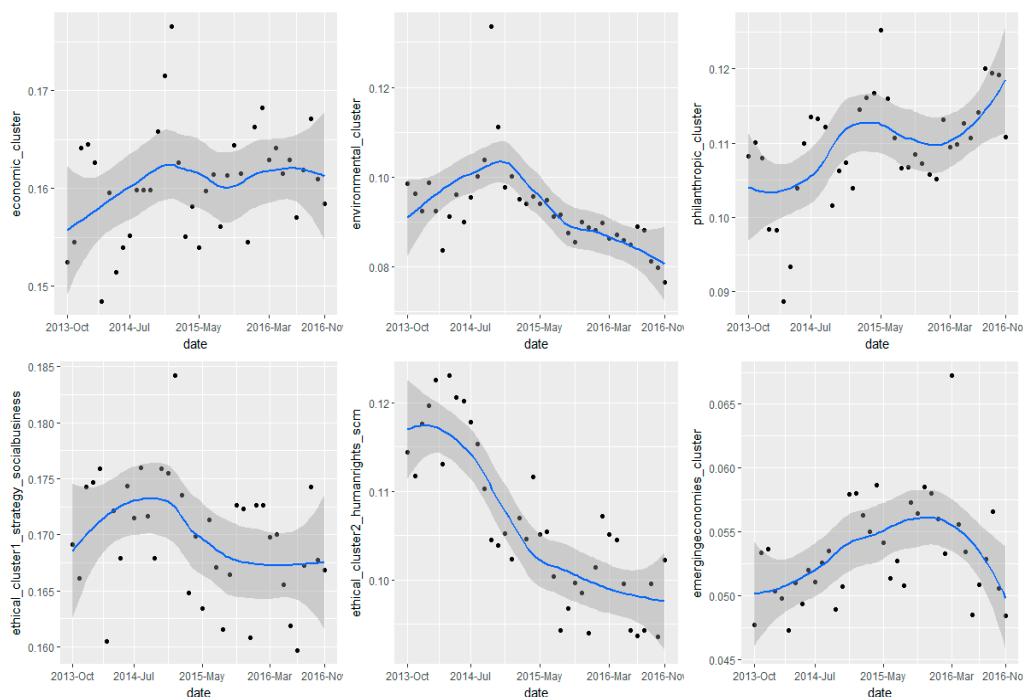 economic_cluster
0.17
0.16
0.15
2013-Oct 2014-Jul 2015-May 2016-Mar 2016-Nov
date
environmental_cluster
0.12
0.10
0.08
2013-Oct 2014-Jul 2015-May 2016-Mar 2016-Nov
date
philanthropic_cluster
0.12
0.11
0.10
0.09
2013-Oct 2014-Jul 2015-May 2016-Mar 2016-Nov
date
ethical_cluster1_strategy_socialbusiness
0.185
0.180
0.175
0.170
0.165
0.160
2013-Oct 2014-Jul 2015-May 2016-Mar 2016-Nov
date
ethical_cluster2_humanrights_scm
0.12
0.11
0.10
2013-Oct 2014-Jul 2015-May 2016-Mar 2016-Nov
date
emergingeconomies_cluster
0.065
0.060
0.055
0.050
0.045
2013-Oct 2014-Jul 2015-May 2016-Mar 2016-Nov
date